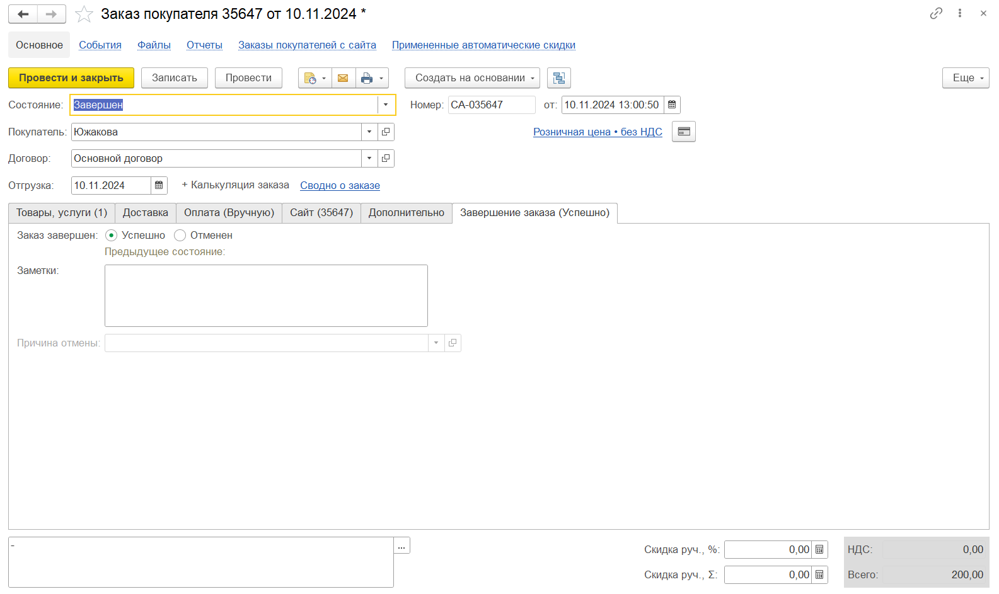 Заказ покупателя 35647 от 10.11.2024 *
Основное События Файлы Отчеты Заказы покупателей с сайта Примененные автоматические скидки
Провести и закрыть Записать Провести Создать на основании Еще
Состояние: Завершен Номер: СА-035647 от: 10.11.2024 13:00:50
Покупатель: Южакова Розничная цена • без НДС
Договор: Основной договор
Отгрузка: 10.11.2024 + Калькуляция заказа Сводно о заказе
Товары, услуги (1) Доставка Оплата (Вручную) Сайт (35647) Дополнительно Завершение заказа (Успешно)
Заказ завершен: Успешно Отменен
Предыдущее состояние:
Заметки:
Причина отмены:
- ...
Скидка руч., %: 0,00 НДС: 0,00
Скидка руч., Σ: 0,00 Всего: 200,00